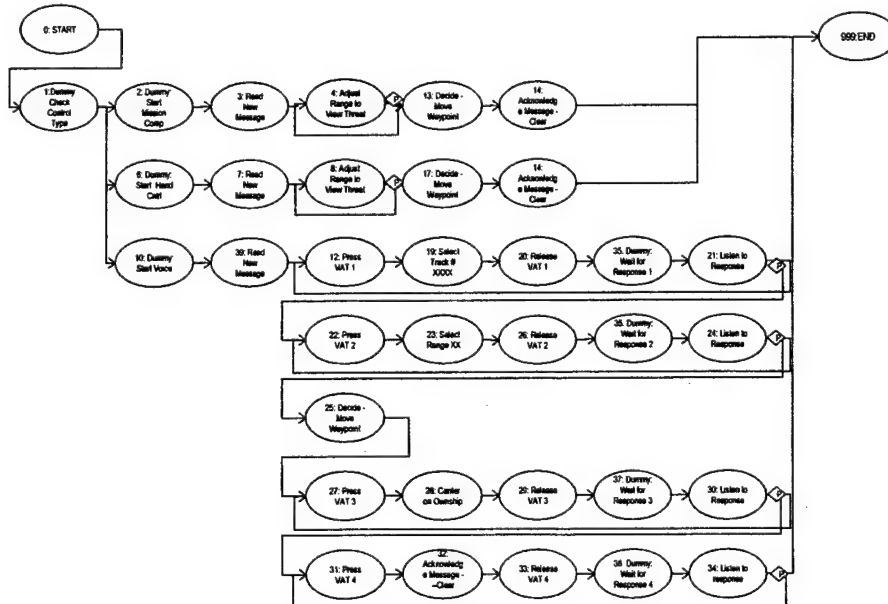 0: START
999:END
1:Dummy
Check
Control
Type
2: Dummy:
Start
Mission
Comp
3: Read
New
Message
4: Adjust
Range to
View Threat
P
13: Decide -
Move
Waypoint
14:
Acknowledg
e Message -
Clear
6: Dummy:
Start Hand
Cntrl
7: Read
New
Message
8: Adjust
Range to
View Threat
P
17: Decide -
Move
Waypoint
14:
Acknowledg
e Message -
Clear
10: Dummy
Start Voice
39: Read
New
Message
12: Press
VAT 1
19: Select
Track #
XXXX
20: Release
VAT 1
35. Dummy:
Wait for
Response 1
21: Listen to
Response
P
22: Press
VAT 2
23: Select
Range XX
26: Release
VAT 2
35. Dummy:
Wait for
Response 2
24: Listen to
Response
P
25: Decide -
Move
Waypoint
27: Press
VAT 3
28: Center
on Ownship
29: Release
VAT 3
37: Dummy:
Wait for
Response 3
30: Listen to
Response
P
31: Press
VAT 4
32:
Acknowledg
e Message -
-Clear
33: Release
VAT 4
38: Dummy:
Wait for
Response 4
34: Listen to
response
P